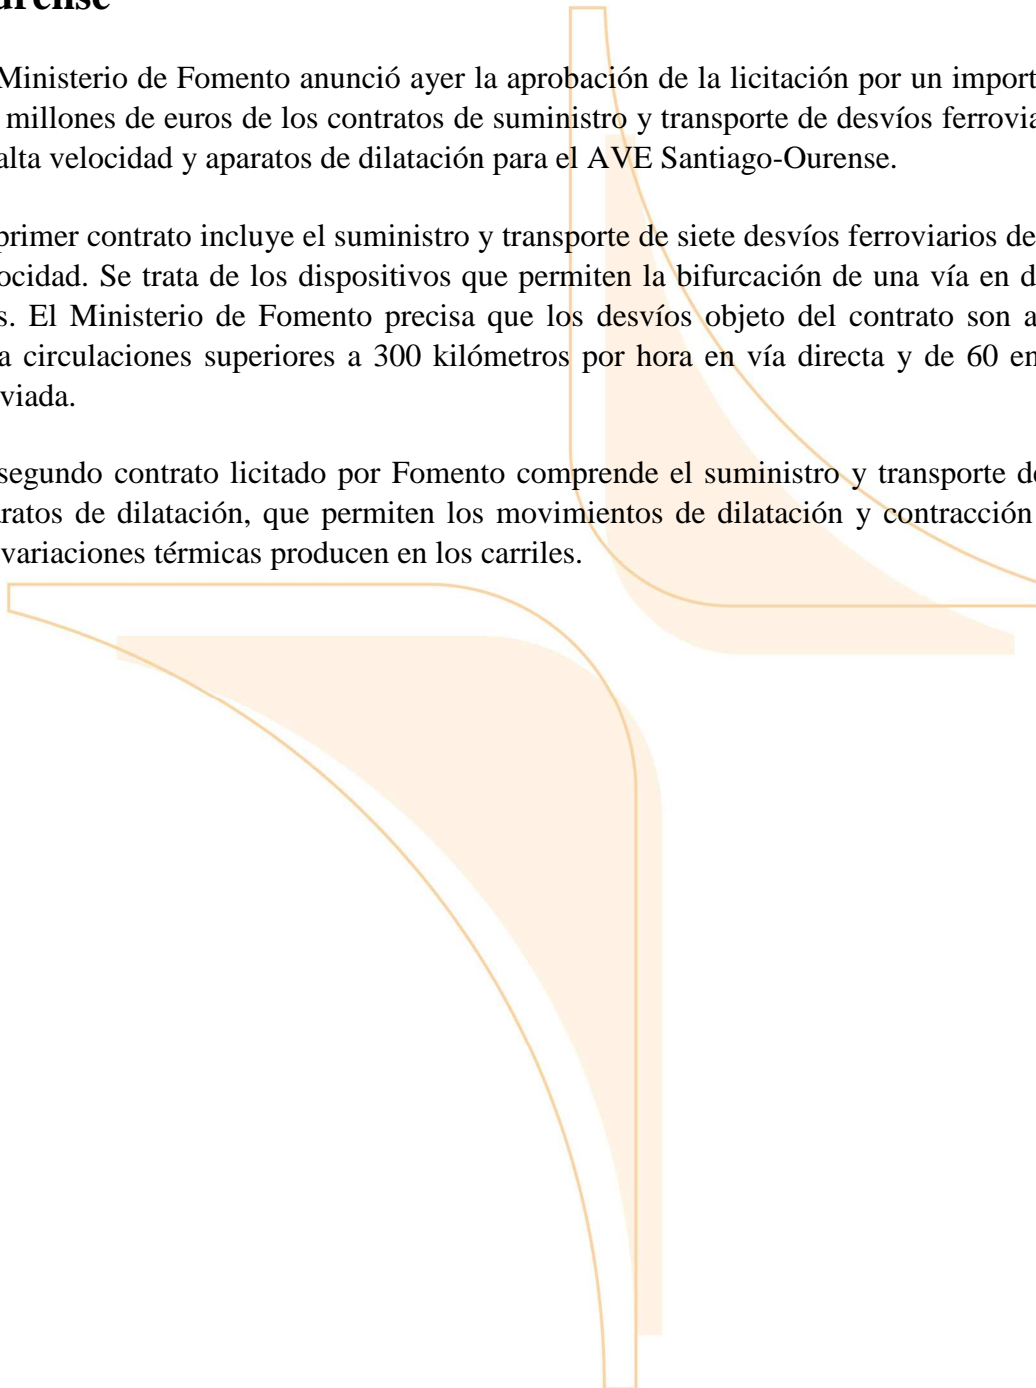 urense
Ministerio de Fomento anunció ayer la aprobación de la licitación por un import
millones de euros de los contratos de suministro y transporte de desvíos ferrovia
alta velocidad y aparatos de dilatación para el AVE Santiago-Ourense.
primer contrato incluye el suministro y transporte de siete desvíos ferroviarios de
ocidad. Se trata de los dispositivos que permiten la bifurcación de una vía en d
s. El Ministerio de Fomento precisa que los desvíos objeto del contrato son a
a circulaciones superiores a 300 kilómetros por hora en vía directa y de 60 en
viada.
segundo contrato licitado por Fomento comprende el suministro y transporte de
ratos de dilatación, que permiten los movimientos de dilatación y contracción
variaciones térmicas producen en los carriles.